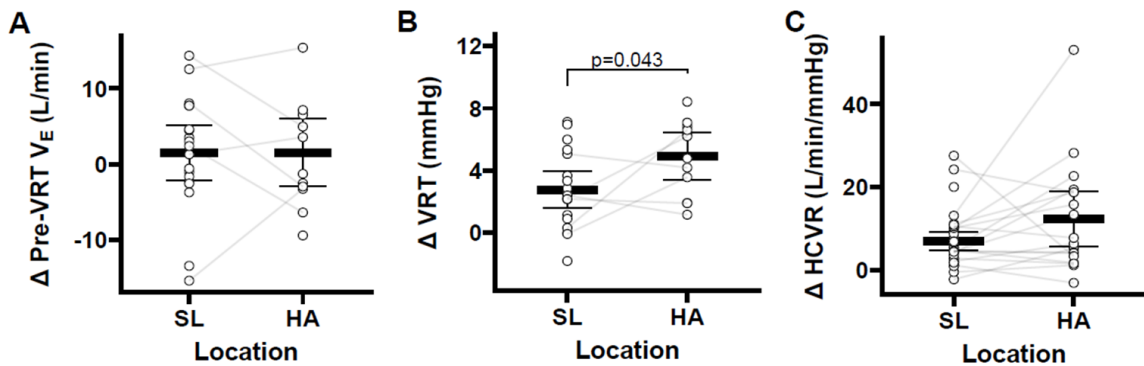 A
Δ Pre-VRT V_E (L/min)
10
0
-10
SL
HA
Location
B
Δ VRT (mmHg)
12
8
4
0
p=0.043
SL
HA
Location
C
Δ HCVR (L/min/mmHg)
40
20
0
SL
HA
Location